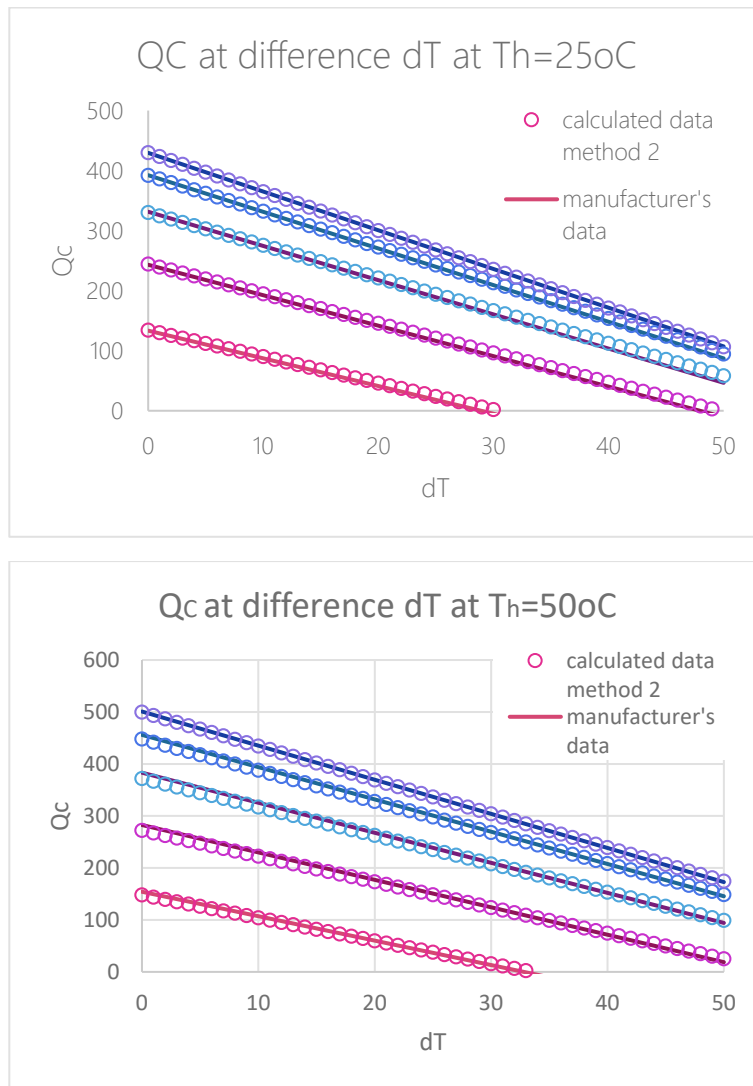 QC at difference dT at Th=25oC
500
400
300
200
100
0
Qc
0 10 20 30 40 50
dT
calculated data
method 2
manufacturer's
data
Qc at difference dT at Th=50oC
600
500
400
300
200
100
0
Qc
0 10 20 30 40 50
dT
calculated data
method 2
manufacturer's
data